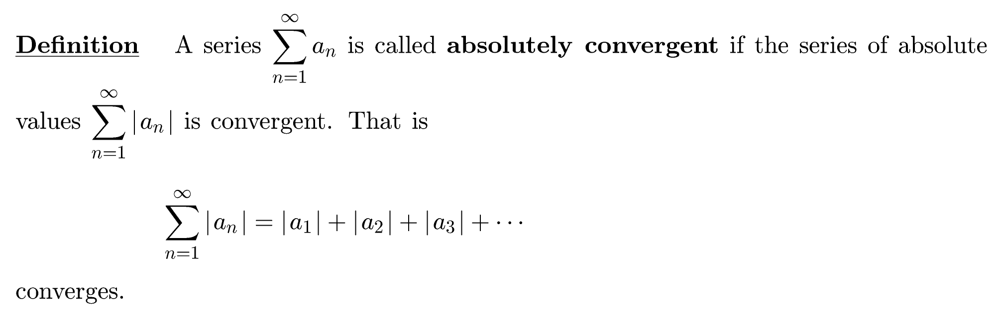 Definition A series $\sum_{n=1}^{\infty} a_n$ is called absolutely convergent if the series of absolute
values $\sum_{n=1}^{\infty} |a_n|$ is convergent. That is
$\sum_{n=1}^{\infty} |a_n| = |a_1| + |a_2| + |a_3| + \cdots$
converges.